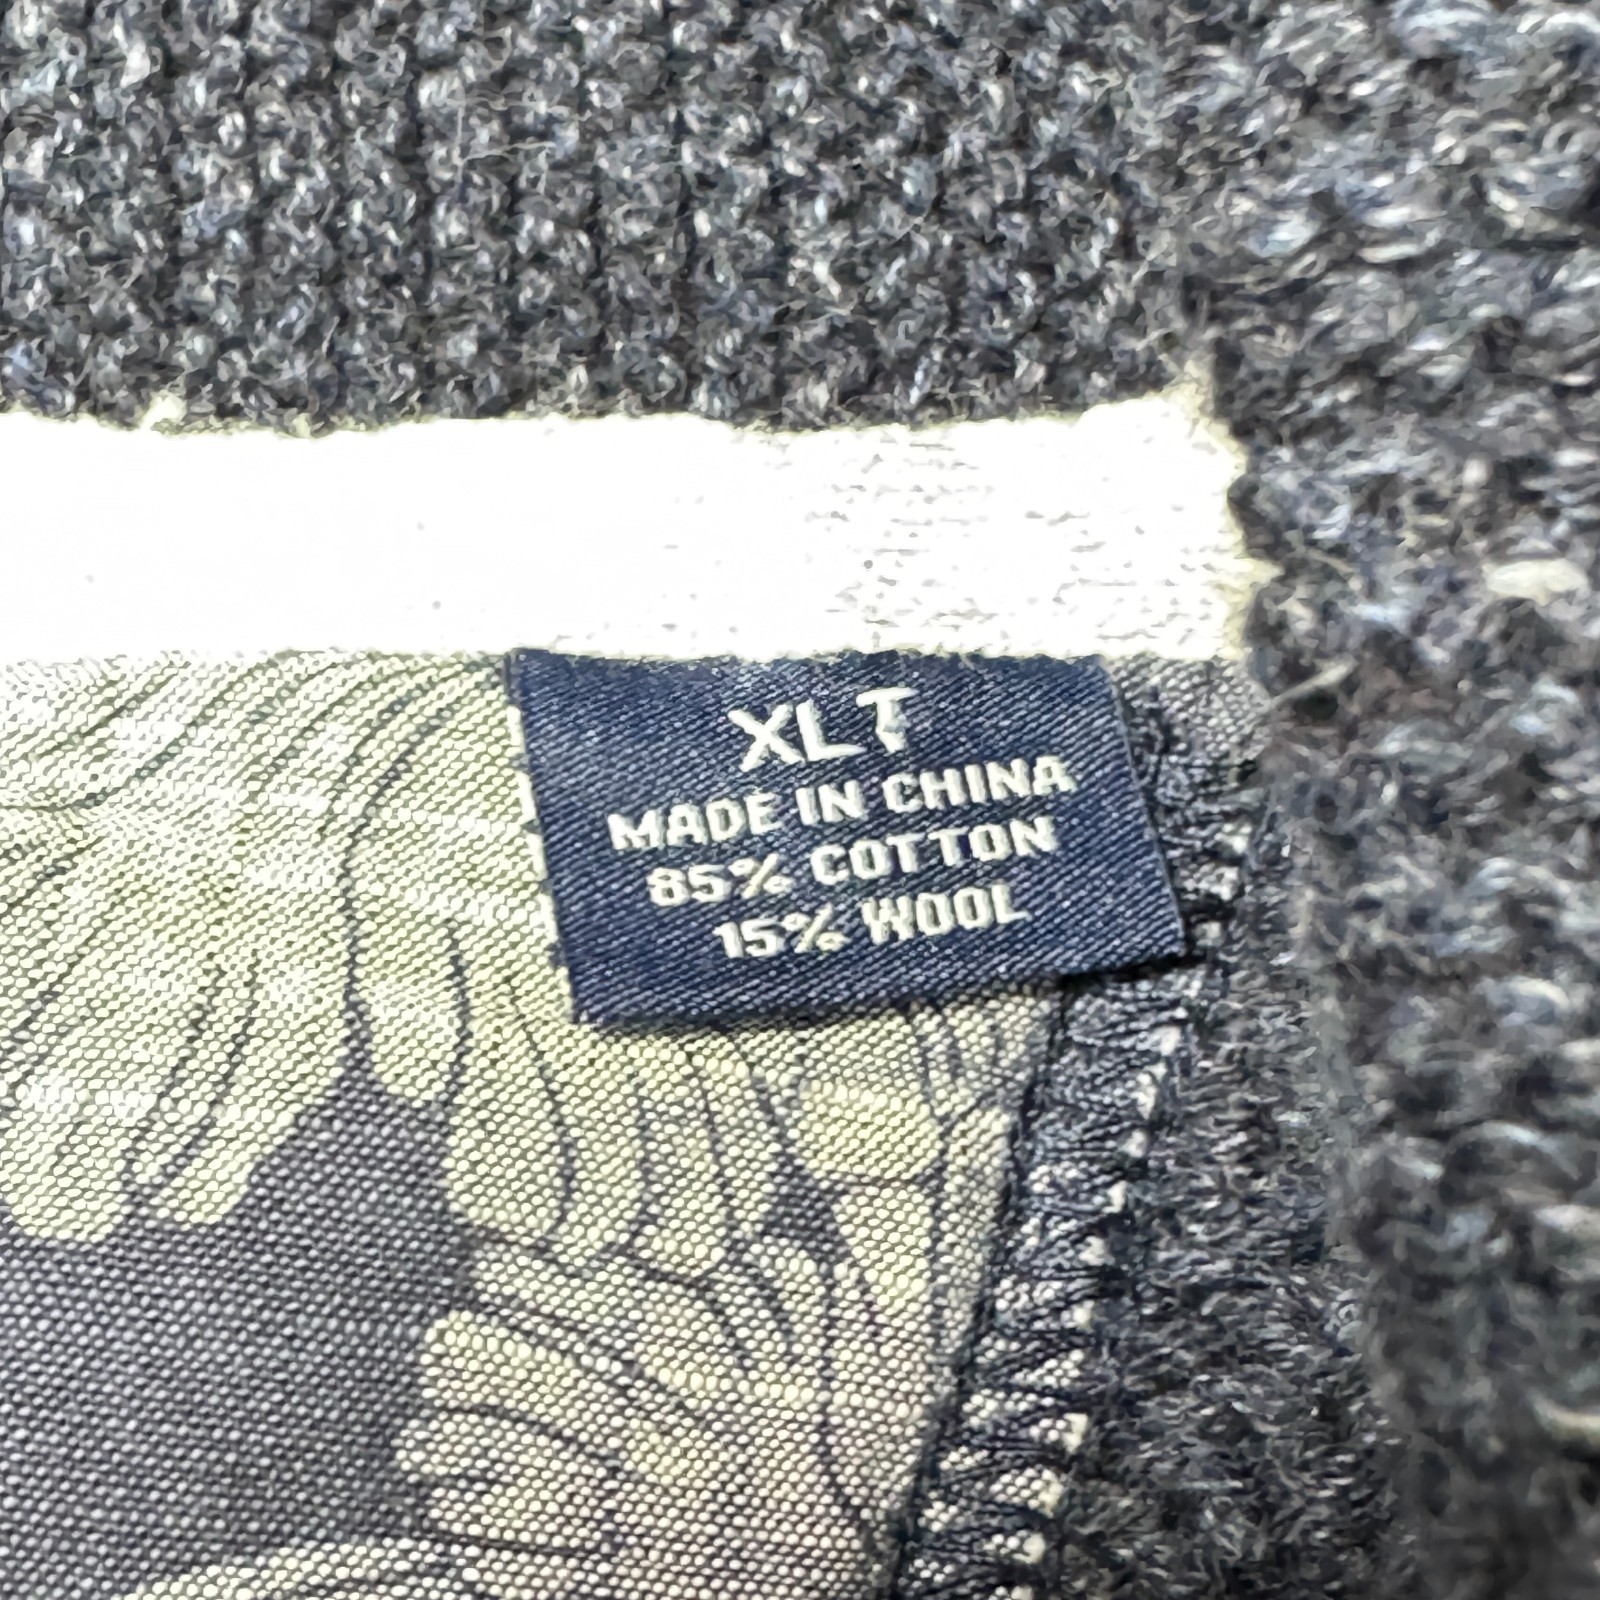 XLT
MADE IN CHINA
85% COTTON
15% WOOL